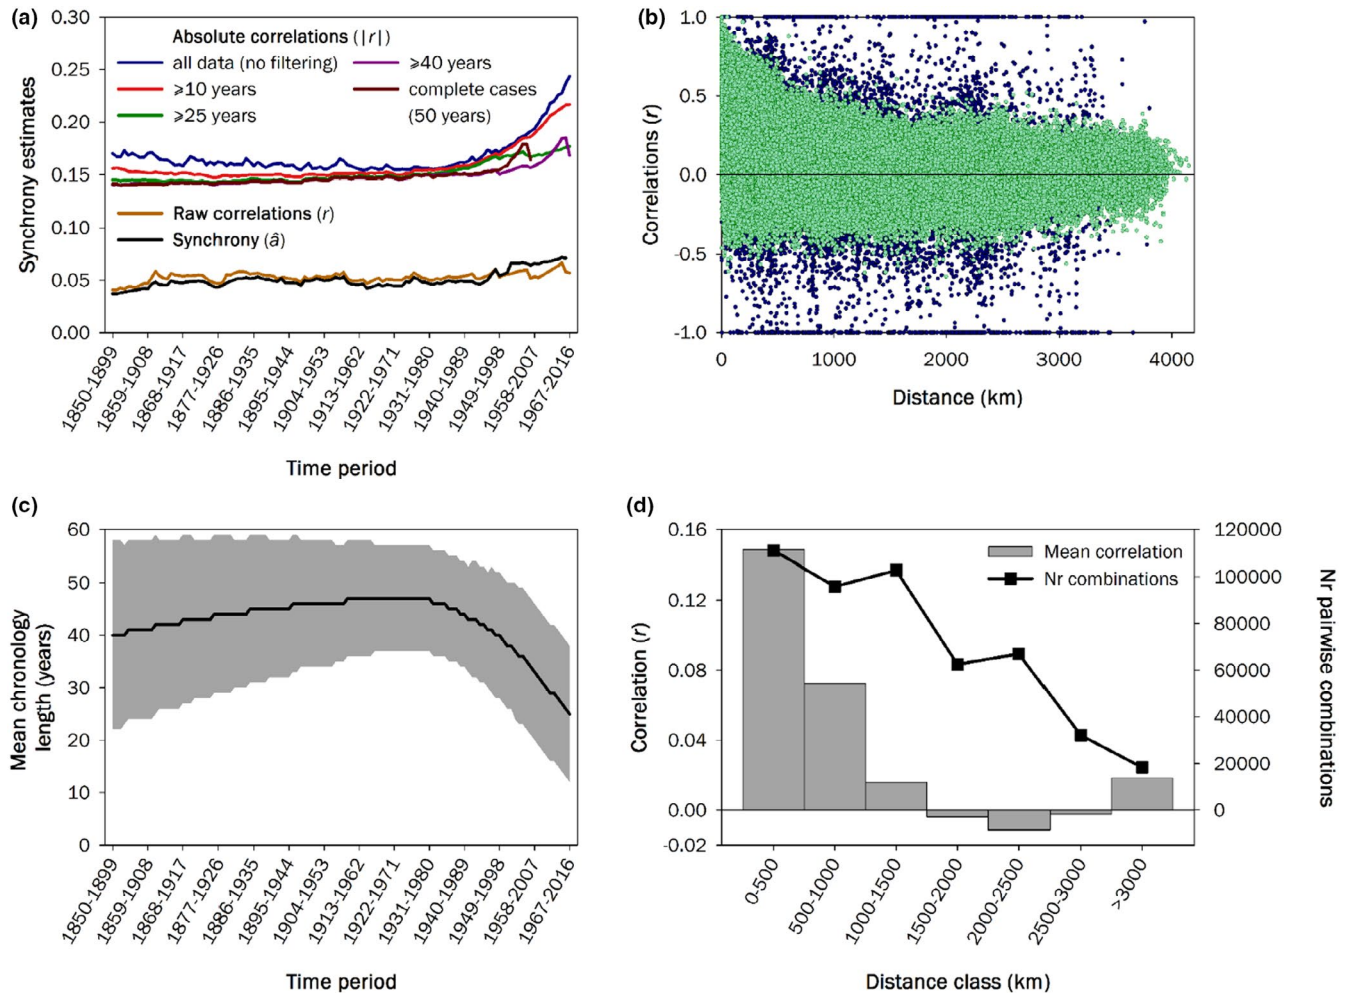 (a)
0.30
0.25
0.20
0.15
0.10
0.05
0.00
Synchrony estimates
Absolute correlations (|r|)
all data (no filtering)
⩾10 years
⩾25 years
⩾40 years
complete cases
(50 years)
Raw correlations (r)
Synchrony (â)
1850-1899
1859-1908
1868-1917
1877-1926
1886-1935
1895-1944
1904-1953
1913-1962
1922-1971
1931-1980
1940-1989
1949-1998
1958-2007
1967-2016
Time period
(b)
1.0
0.5
0.0
-0.5
-1.0
Correlations (r)
0
1000
2000
3000
4000
Distance (km)
(c)
60
50
40
30
20
10
0
Mean chronology
length (years)
1850-1899
1859-1908
1868-1917
1877-1926
1886-1935
1895-1944
1904-1953
1913-1962
1922-1971
1931-1980
1940-1989
1949-1998
1958-2007
1967-2016
Time period
(d)
0.16
0.12
0.08
0.04
0.00
-0.02
Correlation (r)
Mean correlation
Nr combinations
120000
100000
80000
60000
40000
20000
0
Nr pairwise combinations
0-500
5000-1000
1000-1500
1500-2000
2000-2500
2500-3000
>3000
Distance class (km)